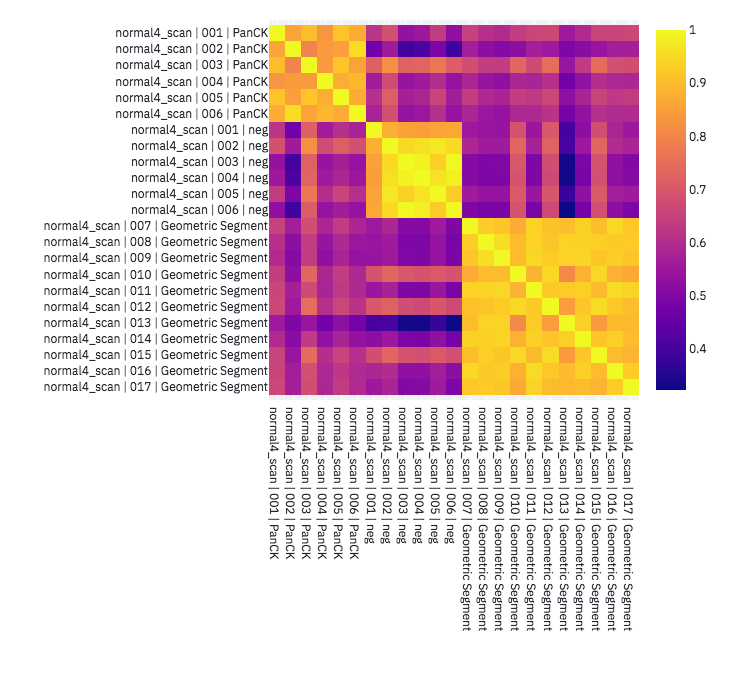 normal4_scan | 001 | PanCK
normal4_scan | 002 | PanCK
normal4_scan | 003 | PanCK
normal4_scan | 004 | PanCK
normal4_scan | 005 | PanCK
normal4_scan | 006 | PanCK
normal4_scan | 001 | neg
normal4_scan | 002 | neg
normal4_scan | 003 | neg
normal4_scan | 004 | neg
normal4_scan | 005 | neg
normal4_scan | 006 | neg
normal4_scan | 007 | Geometric Segment
normal4_scan | 008 | Geometric Segment
normal4_scan | 009 | Geometric Segment
normal4_scan | 010 | Geometric Segment
normal4_scan | 011 | Geometric Segment
normal4_scan | 012 | Geometric Segment
normal4_scan | 013 | Geometric Segment
normal4_scan | 014 | Geometric Segment
normal4_scan | 015 | Geometric Segment
normal4_scan | 016 | Geometric Segment
normal4_scan | 017 | Geometric Segment
normal4_scan | 001 | PanCK
normal4_scan | 002 | PanCK
normal4_scan | 003 | PanCK
normal4_scan | 004 | PanCK
normal4_scan | 005 | PanCK
normal4_scan | 006 | PanCK
normal4_scan | 001 | neg
normal4_scan | 002 | neg
normal4_scan | 003 | neg
normal4_scan | 004 | neg
normal4_scan | 005 | neg
normal4_scan | 006 | neg
normal4_scan | 007 | Geometric Segment
normal4_scan | 008 | Geometric Segment
normal4_scan | 009 | Geometric Segment
normal4_scan | 010 | Geometric Segment
normal4_scan | 011 | Geometric Segment
normal4_scan | 012 | Geometric Segment
normal4_scan | 013 | Geometric Segment
normal4_scan | 014 | Geometric Segment
normal4_scan | 015 | Geometric Segment
normal4_scan | 016 | Geometric Segment
normal4_scan | 017 | Geometric Segment
1
0.9
0.8
0.7
0.6
0.5
0.4